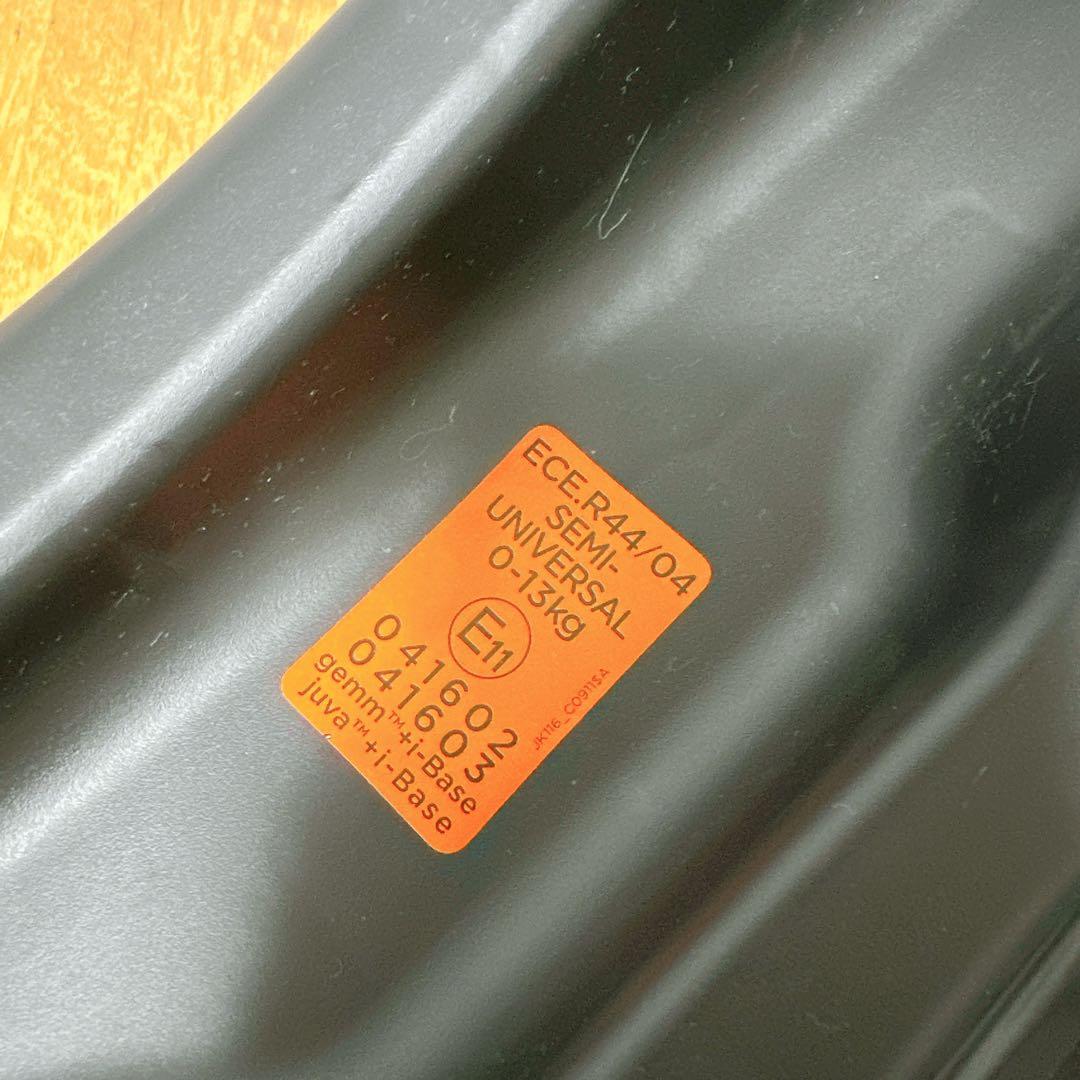 ECE.R44/04
SEMI-
UNIVERSAL
0-13kg
E11
041602
041603
gemm™+i-Base
juva™+i-Base
JK116_C0911SA